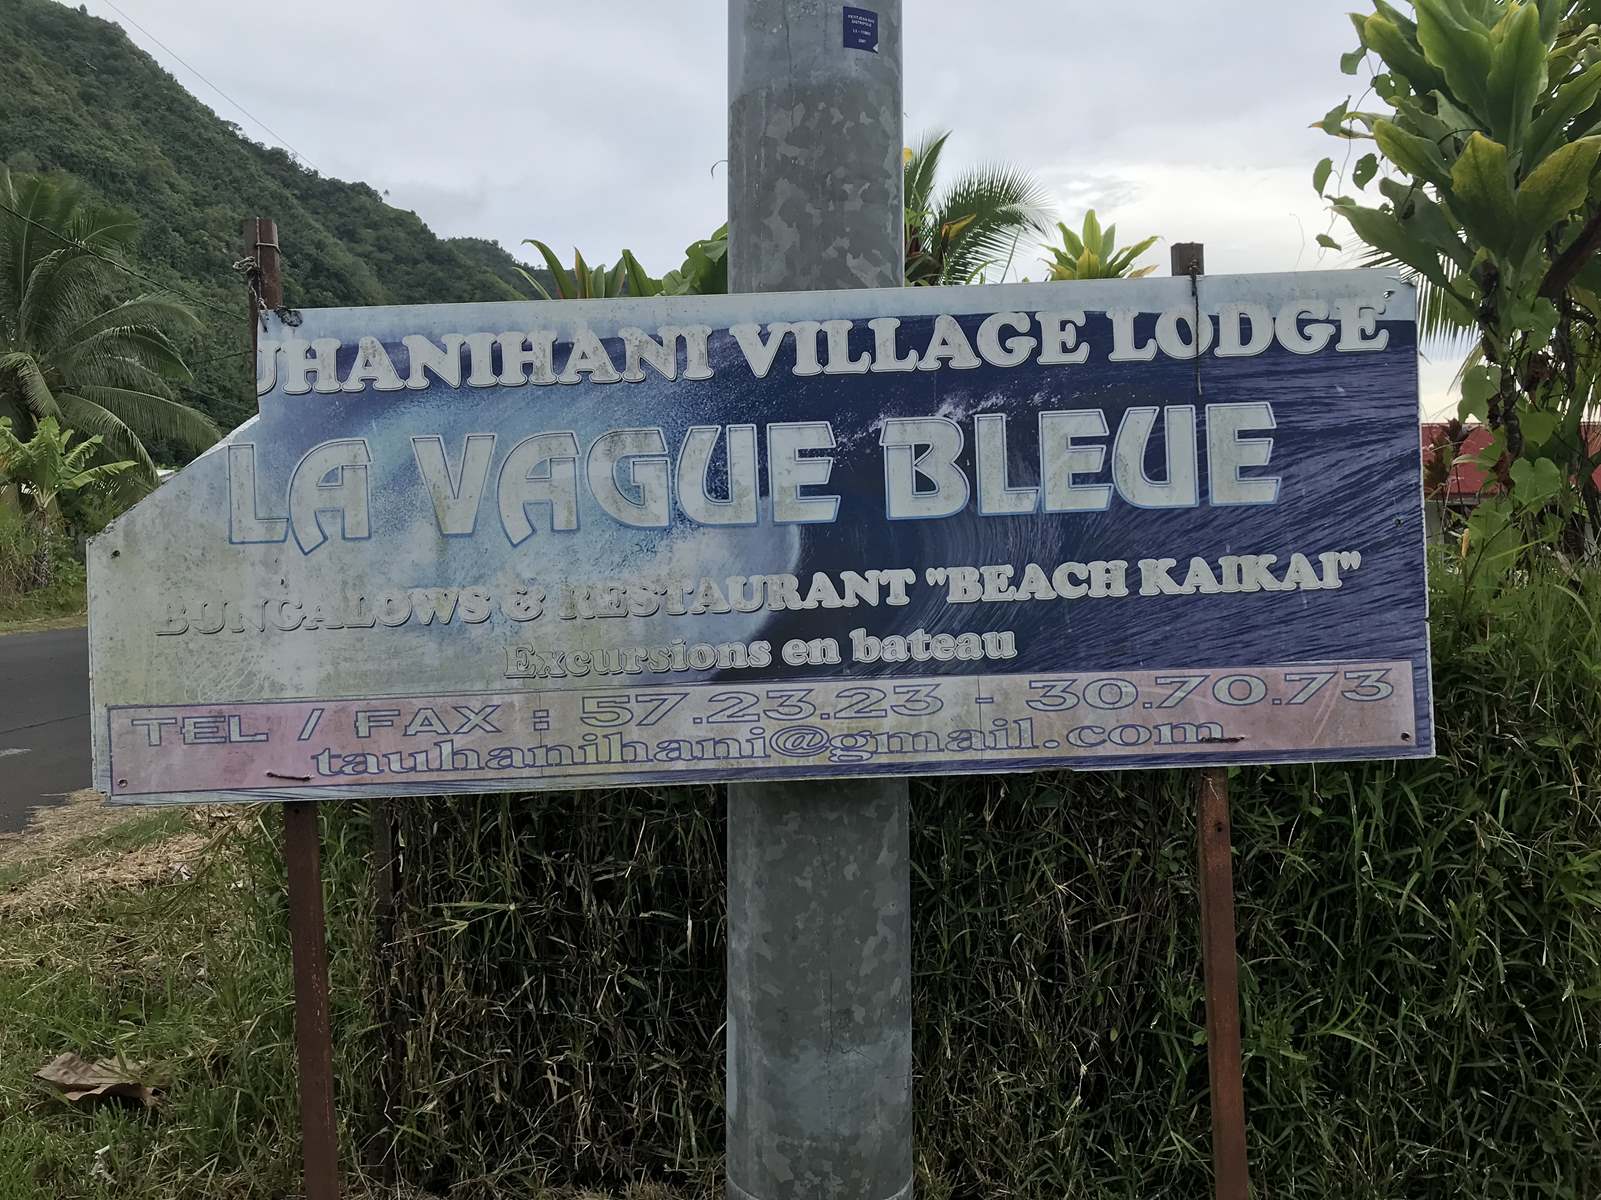 UHANIHANI VILLAGE LODGE
LA VAGUE BLEUE
BUNGALOWS & RESTAURANT "BEACH KAIKAI"
Excursions en bateau
TEL / FAX : 57.23.23 - 30.70.73
tauhanihani@gmail.com